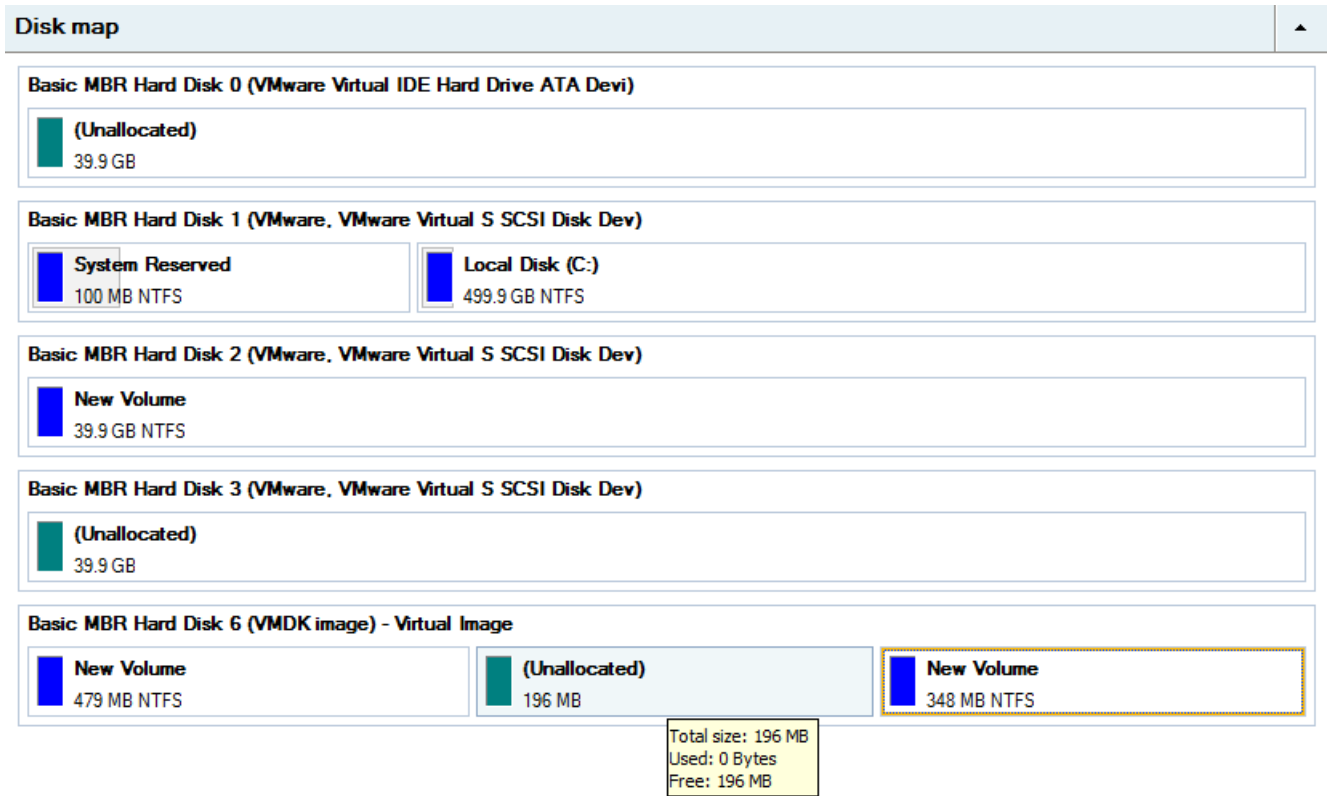 Disk map
Basic MBR Hard Disk 0 (VMware Virtual IDE Hard Drive ATA Devi)
(Unallocated)
39.9 GB
Basic MBR Hard Disk 1 (VMware, VMware Virtual S SCSI Disk Dev)
System Reserved
100 MB NTFS
Local Disk (C:)
499.9 GB NTFS
Basic MBR Hard Disk 2 (VMware, VMware Virtual S SCSI Disk Dev)
New Volume
39.9 GB NTFS
Basic MBR Hard Disk 3 (VMware, VMware Virtual S SCSI Disk Dev)
(Unallocated)
39.9 GB
Basic MBR Hard Disk 6 (VMDK image) - Virtual Image
New Volume
479 MB NTFS
(Unallocated)
196 MB
New Volume
348 MB NTFS
Total size: 196 MB
Used: 0 Bytes
Free: 196 MB